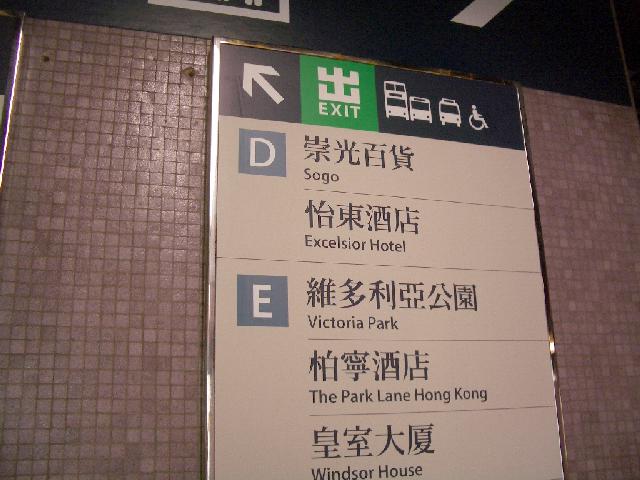 出
EXIT
D
崇光百貨
Sogo
怡東酒店
Excelsior Hotel
E
維多利亞公園
Victoria Park
柏寧酒店
The Park Lane Hong Kong
皇室大廈
Windsor House